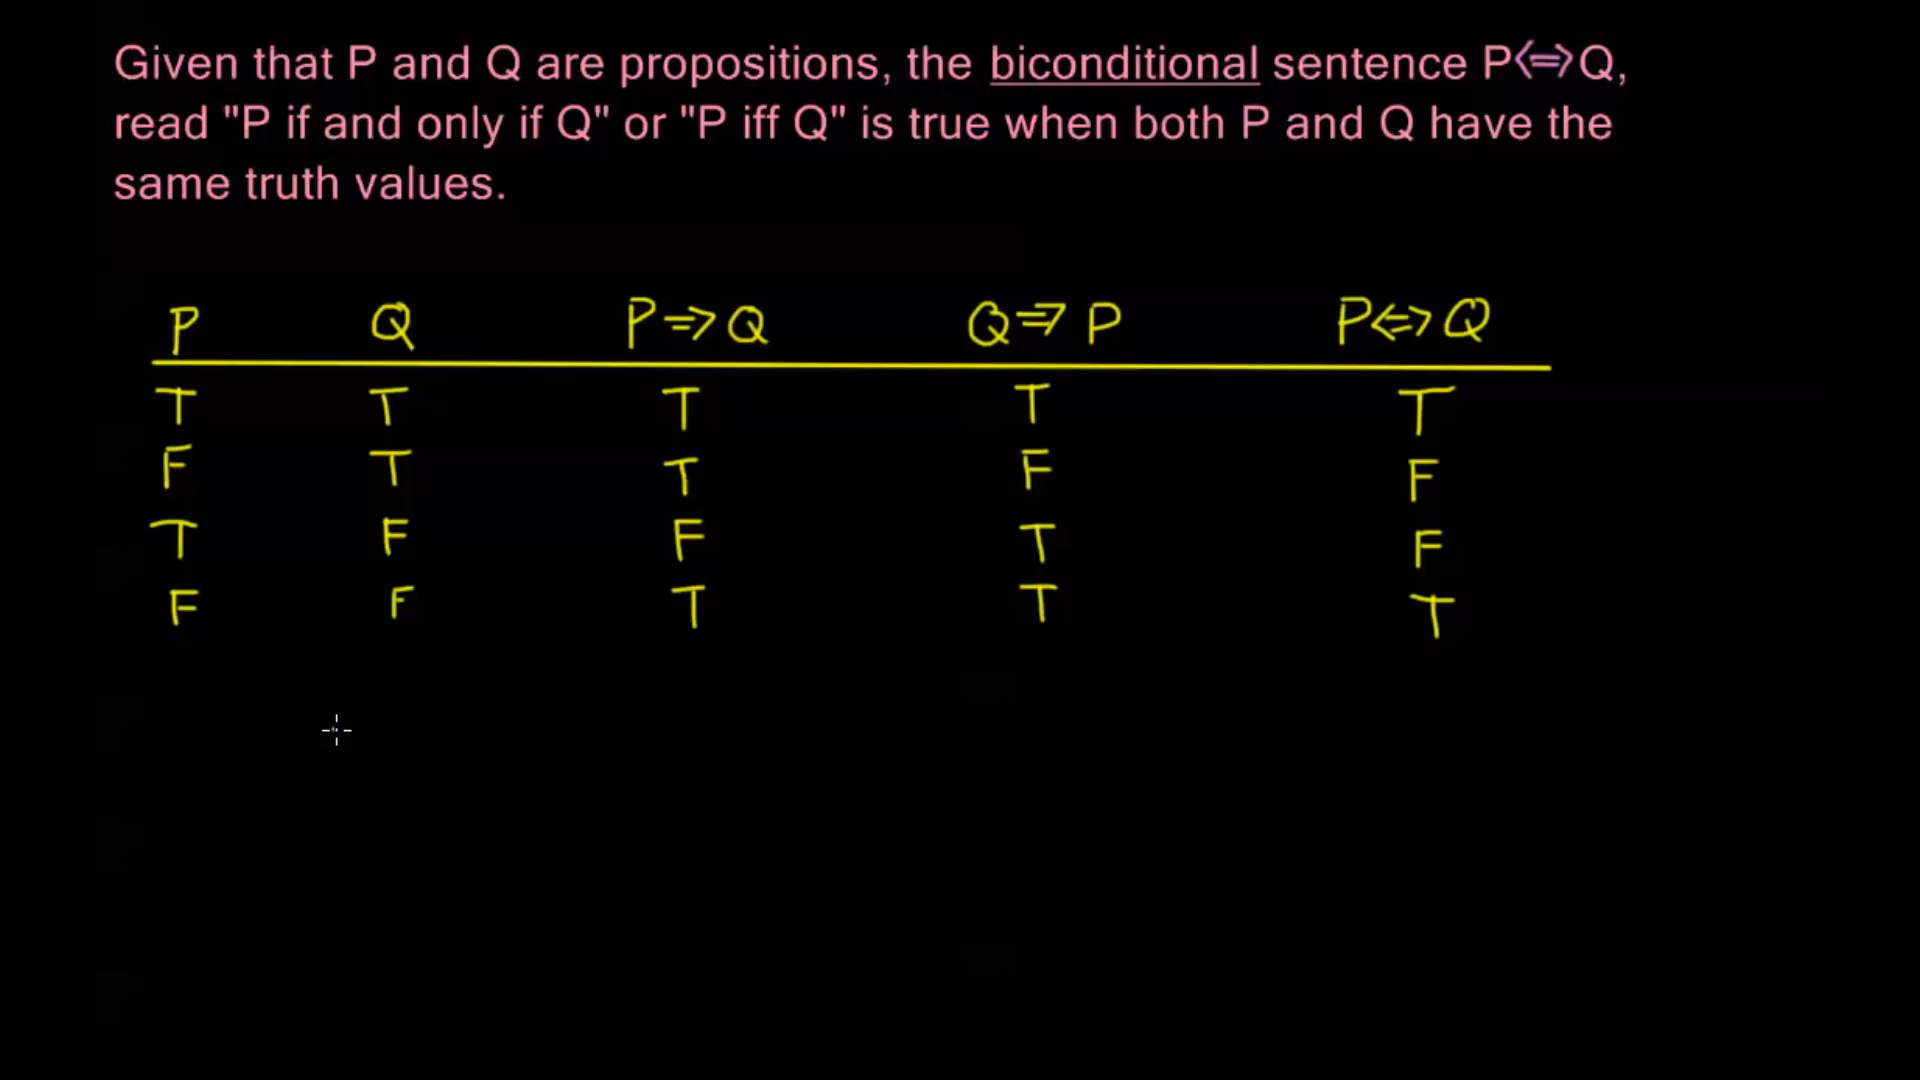 Given that P and Q are propositions, the biconditional sentence P⇔Q,
read "P if and only if Q" or "P iff Q" is true when both P and Q have the
same truth values.
P Q P⇒Q Q⇒P P⇔Q
T T T T T
F T T F F
T F F T F
F F T T T